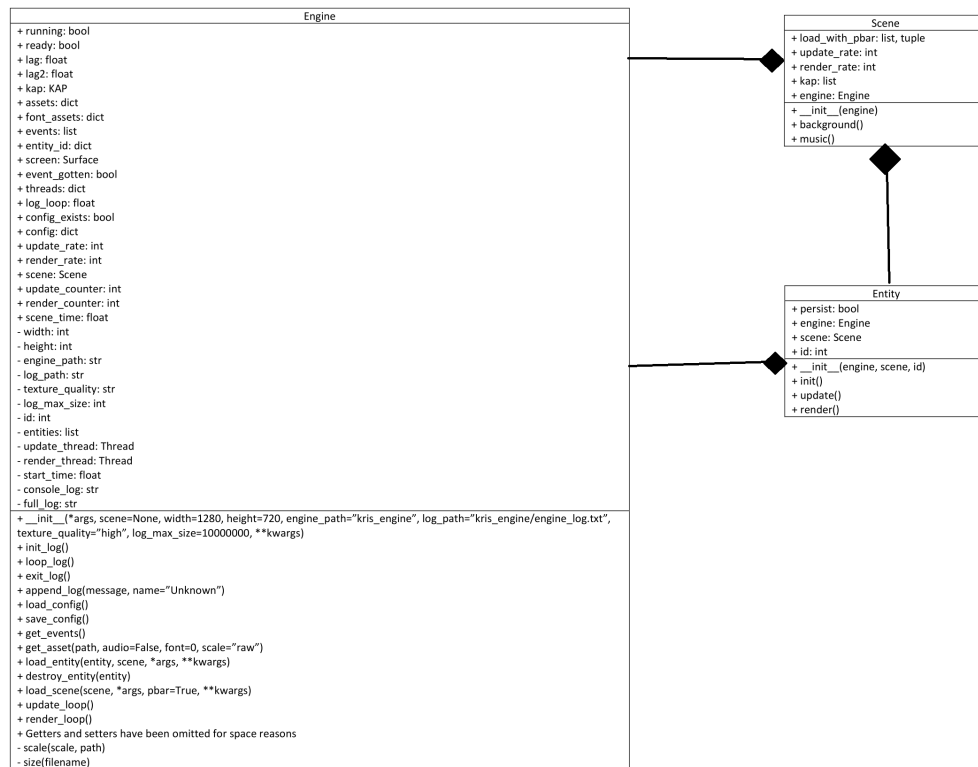 Engine
+ running: bool
+ ready: bool
+ lag: float
+ lag2: float
+ kap: KAP
+ assets: dict
+ font_assets: dict
+ events: list
+ entity_id: dict
+ screen: Surface
+ event_gotten: bool
+ threads: dict
+ log_loop: float
+ config_exists: bool
+ config: dict
+ update_rate: int
+ render_rate: int
+ scene: Scene
+ update_counter: int
+ render_counter: int
+ scene_time: float
- width: int
- height: int
- engine_path: str
- log_path: str
- texture_quality: str
- log_max_size: int
- id: int
- entities: list
- update_thread: Thread
- render_thread: Thread
- start_time: float
- console_log: str
- full_log: str
+ __init__(*args, scene=None, width=1280, height=720, engine_path=”kris_engine”, log_path=”kris_engine/engine_log.txt”,
texture_quality=”high”, log_max_size=10000000, **kwargs)
+ init_log()
+ loop_log()
+ exit_log()
+ append_log(message, name=”Unknown”)
+ load_config()
+ save_config()
+ get_events()
+ get_asset(path, audio=False, font=0, scale=”raw”)
+ load_entity(entity, scene, *args, **kwargs)
+ destroy_entity(entity)
+ load_scene(scene, *args, pbar=True, **kwargs)
+ update_loop()
+ render_loop()
+ Getters and setters have been omitted for space reasons
- scale(scale, path)
- size(filename)
Scene
+ load_with_pbar: list, tuple
+ update_rate: int
+ render_rate: int
+ kap: list
+ engine: Engine
+ __init__(engine)
+ background()
+ music()
Entity
+ persist: bool
+ engine: Engine
+ scene: Scene
+ id: int
+ __init__(engine, scene, id)
+ init()
+ update()
+ render()